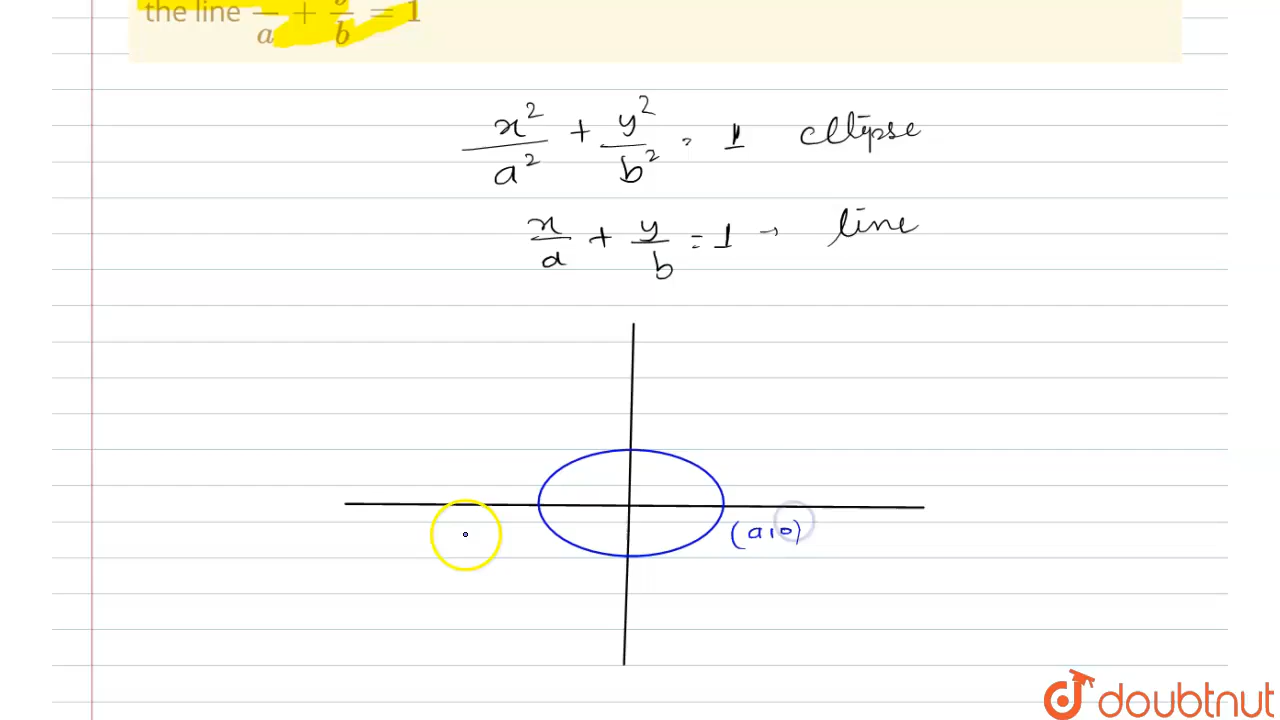 the line x/a + y/b = 1
x²/a² + y²/b² = 1 ellipse
x/a + y/b = 1 → line
(a,0)
doubtnut